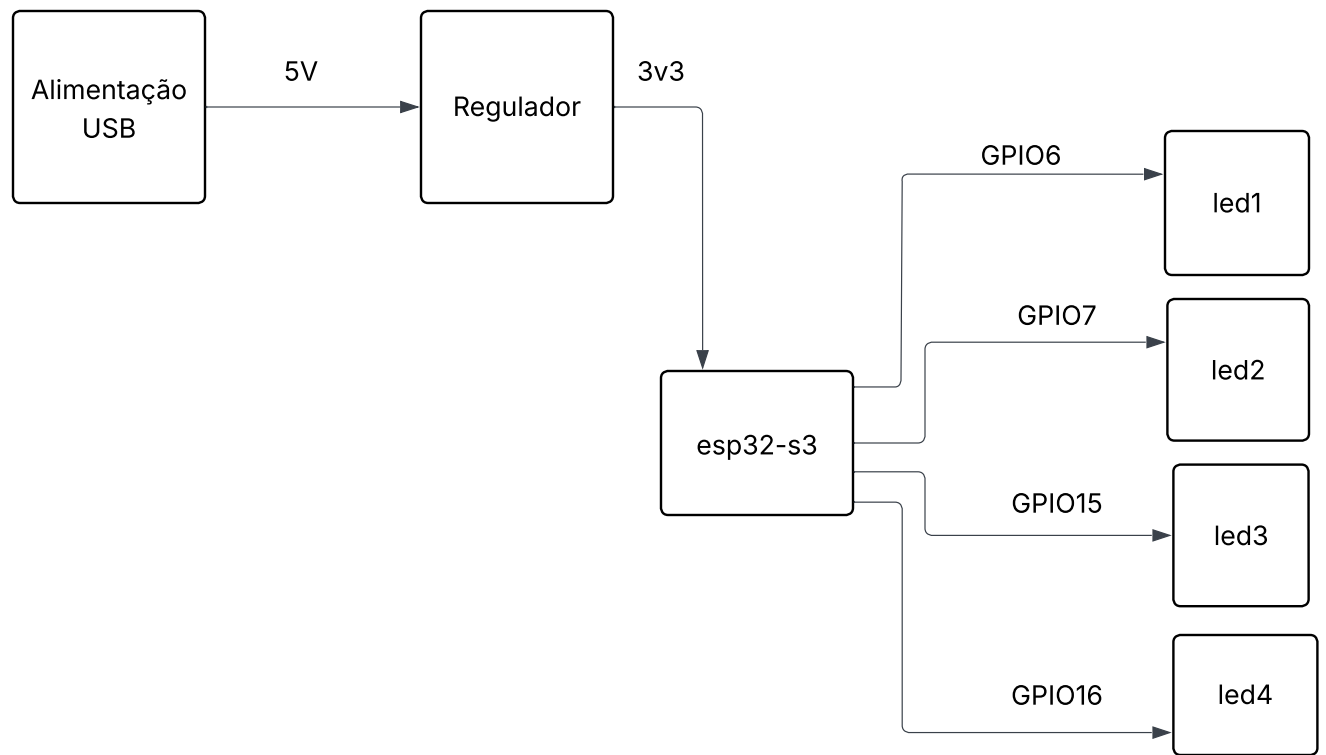 Alimentação
USB
5V
Regulador
3v3
GPIO6
led1
GPIO7
led2
esp32-s3
GPIO15
led3
GPIO16
led4